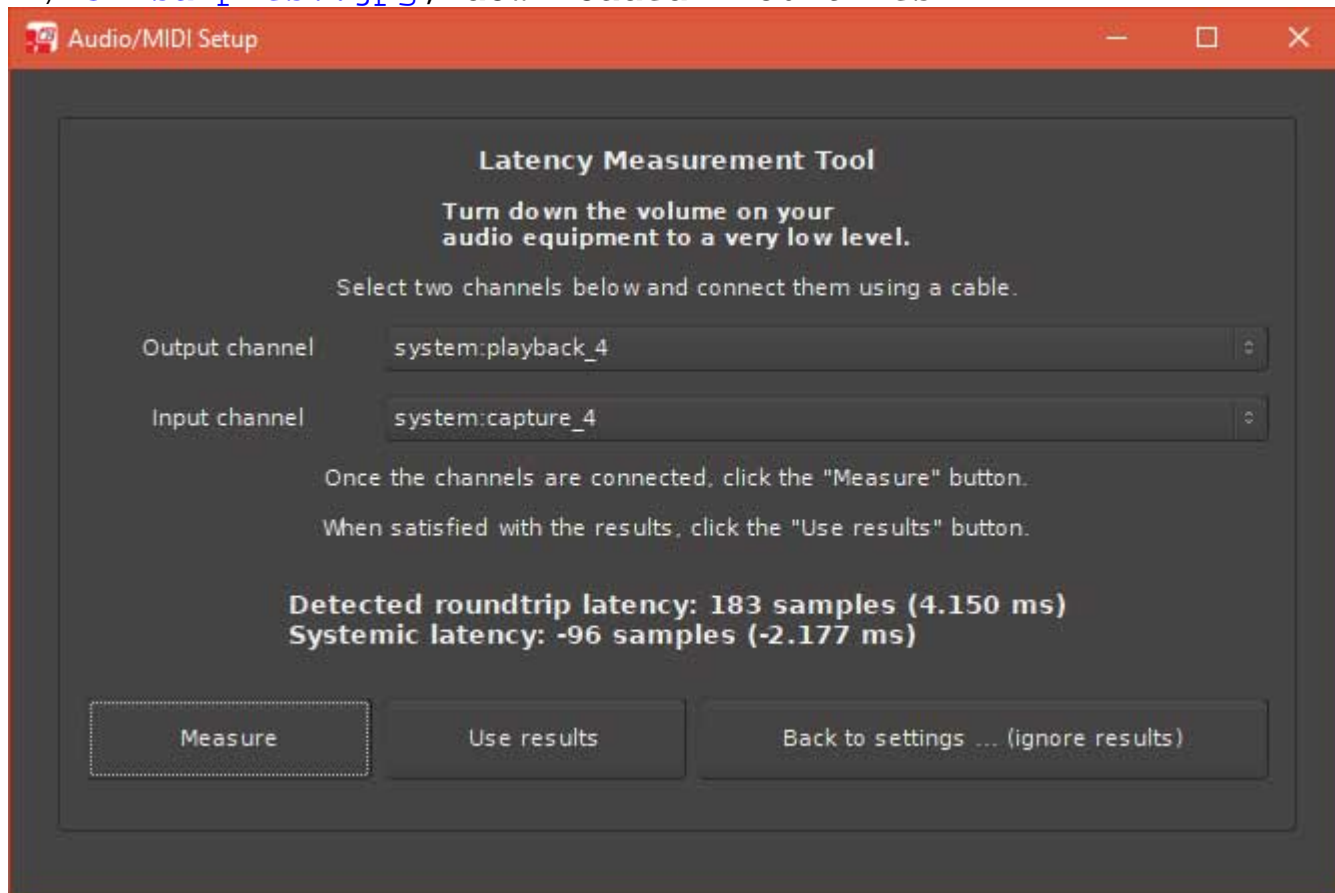 Audio/MIDI Setup
Latency Measurement Tool
Turn down the volume on your
audio equipment to a very low level.
Select two channels below and connect them using a cable.
Output channel system:playback_4
Input channel system:capture_4
Once the channels are connected, click the "Measure" button.
When satisfied with the results, click the "Use results" button.
Detected roundtrip latency: 183 samples (4.150 ms)
Systemic latency: -96 samples (-2.177 ms)
Measure Use results Back to settings ... (ignore results)